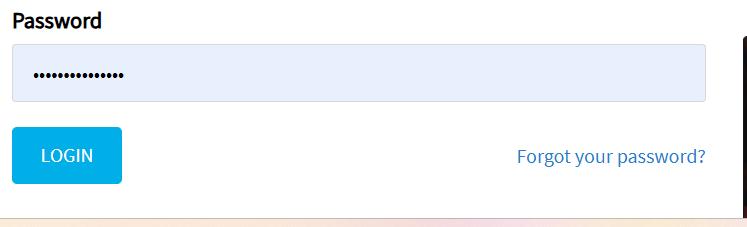 Password
•••••••••••••••
LOGIN
Forgot your password?